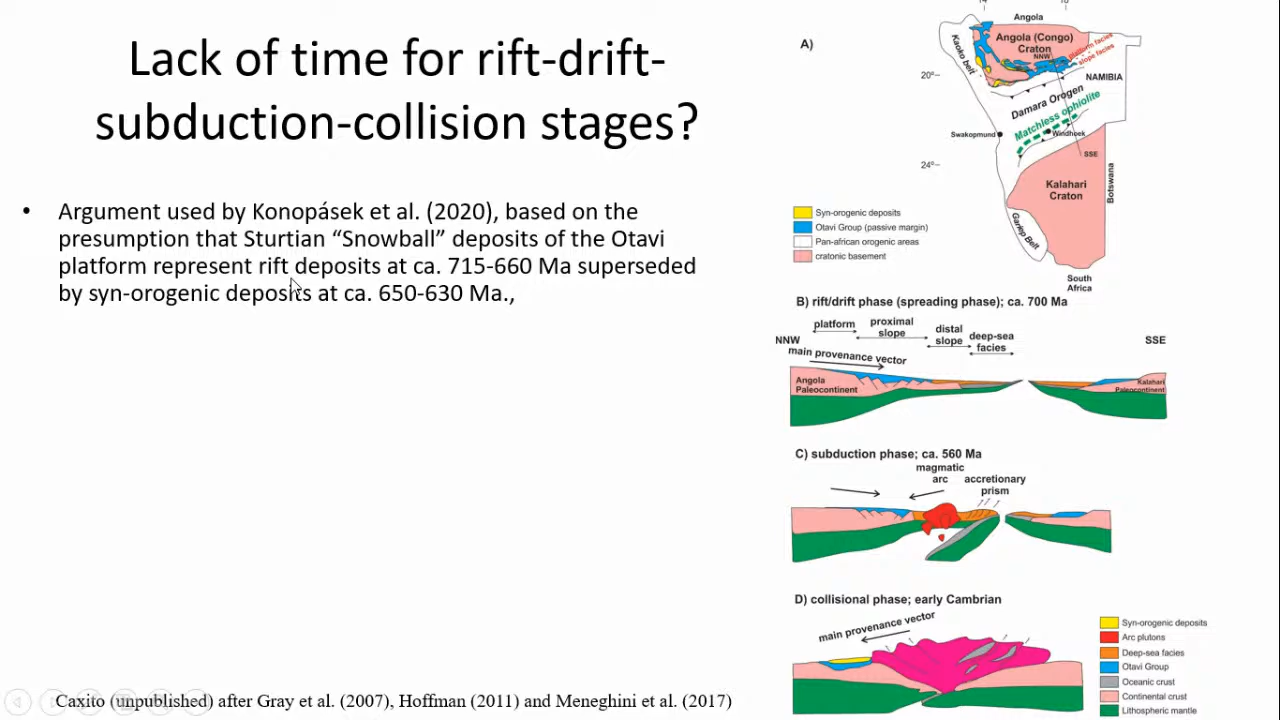 Lack of time for rift-drift-
subduction-collision stages?
• Argument used by Konopásek et al. (2020), based on the
presumption that Sturtian “Snowball” deposits of the Otavi
platform represent rift deposits at ca. 715-660 Ma superseded
by syn-orogenic deposits at ca. 650-630 Ma.,
Caxito (unpublished) after Gray et al. (2007), Hoffman (2011) and Meneghini et al. (2017)
A)
Angola
Angola (Congo)
Craton
NNW
platform facies
slope facies
Kaoko belt
20°
NAMIBIA
Damara Orogen
Matchless ophiolite
Swakopmund
Windhoek
24°
SSE
Kalahari
Craton
Botswana
Gariep Belt
South
Africa
Syn-orogenic deposits
Otavi Group (passive margin)
Pan-african orogenic areas
cratonic basement
B) rift/drift phase (spreading phase); ca. 700 Ma
platform
proximal
slope
distal
slope
deep-sea
facies
NNW
SSE
main provenance vector
Angola
Paleocontinent
Kalahari
Paleocontinent
C) subduction phase; ca. 560 Ma
magmatic
arc
accretionary
prism
D) collisional phase; early Cambrian
main provenance vector
Syn-orogenic deposits
Arc plutons
Deep-sea facies
Otavi Group
Oceanic crust
Continental crust
Lithospheric mantle